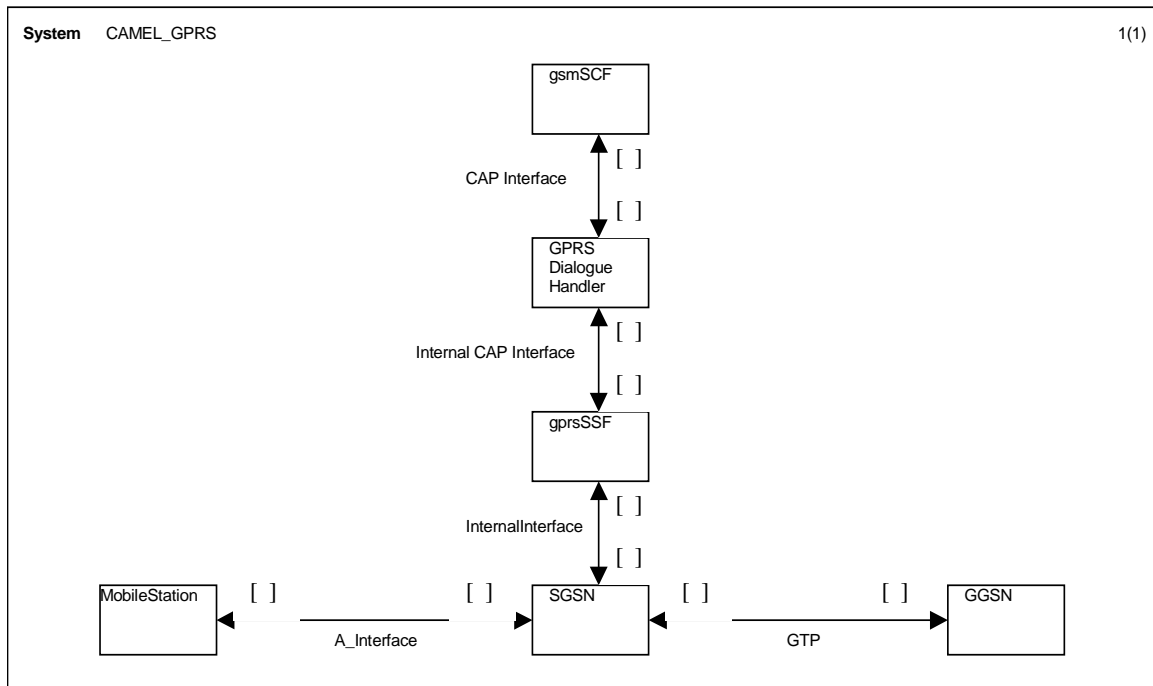 System CAMEL_GPRS 1(1)
gsmSCF
[ ]
CAP Interface
[ ]
GPRS
Dialogue
Handler
[ ]
Internal CAP Interface
[ ]
gprsSSF
[ ]
InternalInterface
[ ]
MobileStation [ ] [ ] SGSN [ ] [ ] GGSN
A_Interface GTP